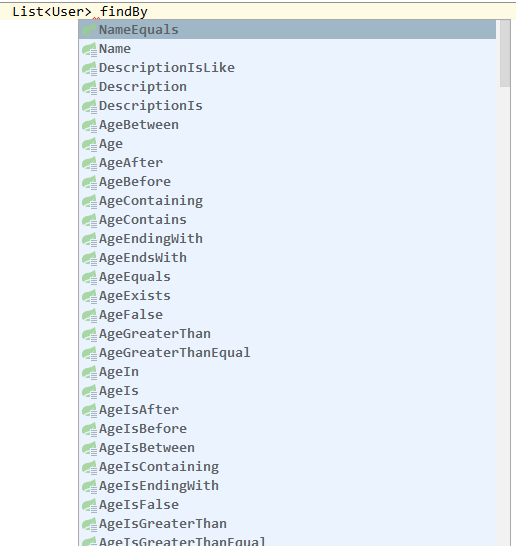 List<User> findBy
NameEquals
Name
DescriptionIsLike
Description
DescriptionIs
AgeBetween
Age
AgeAfter
AgeBefore
AgeContaining
AgeContains
AgeEndingWith
AgeEndsWith
AgeEquals
AgeExists
AgeFalse
AgeGreaterThan
AgeGreaterThanEqual
AgeIn
AgeIs
AgeIsAfter
AgeIsBefore
AgeIsBetween
AgeIsContaining
AgeIsEndingWith
AgeIsFalse
AgeIsGreaterThan
AgeIsGreaterThanEqual